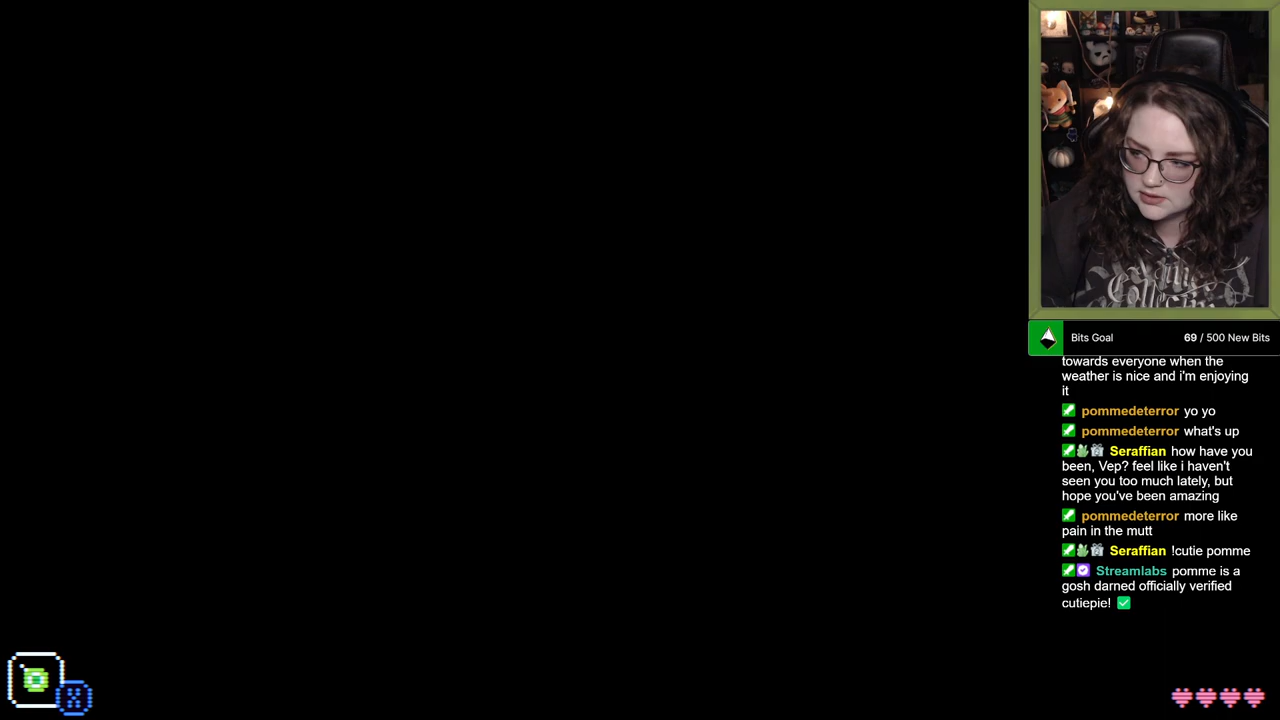 Bits Goal
69 / 500 New Bits
towards everyone when the
weather is nice and i'm enjoying
it
pommedeterror yo yo
pommedeterror what's up
Seraffian how have you
been, Vep? feel like i haven't
seen you too much lately, but
hope you've been amazing
pommedeterror more like
pain in the mutt
Seraffian !cutie pomme
Streamlabs pomme is a
gosh darned officially verified
cutiepie!